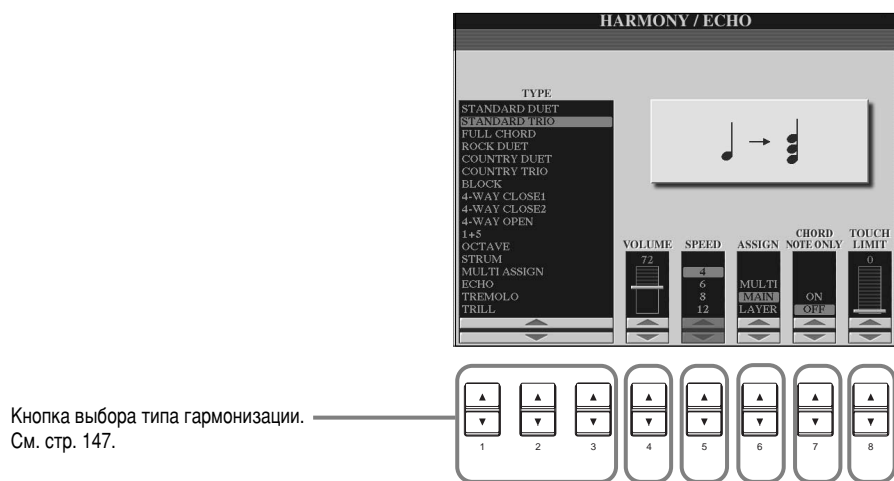 HARMONY / ECHO
TYPE
STANDARD DUET
STANDARD TRIO
FULL CHORD
ROCK DUET
COUNTRY DUET
COUNTRY TRIO
BLOCK
4-WAY CLOSE1
4-WAY CLOSE2
4-WAY OPEN
1+5
OCTAVE
STRUM
MULTI ASSIGN
ECHO
TREMOLO
TRILL
VOLUME
72
SPEED
4
6
8
12
ASSIGN
MULTI
MAIN
LAYER
CHORD
NOTE ONLY
ON
OFF
TOUCH
LIMIT
0
Кнопка выбора типа гармонизации.
См. стр. 147.
1 2 3 4 5 6 7 8